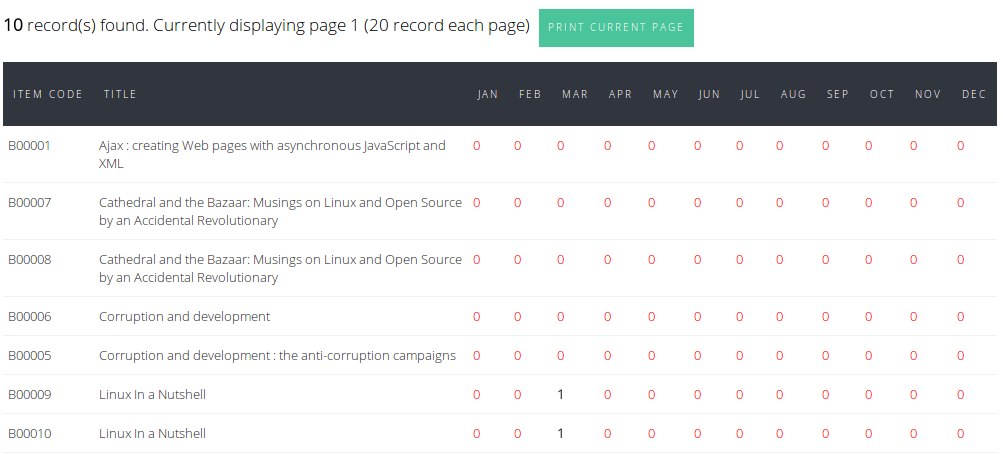 10 record(s) found. Currently displaying page 1 (20 record each page) PRINT CURRENT PAGE
ITEM CODE TITLE JAN FEB MAR APR MAY JUN JUL AUG SEP OCT NOV DEC
B00001 Ajax : creating Web pages with asynchronous JavaScript and 0 0 0 0 0 0 0 0 0 0 0 0
XML
B00007 Cathedral and the Bazaar: Musings on Linux and Open Source 0 0 0 0 0 0 0 0 0 0 0 0
by an Accidental Revolutionary
B00008 Cathedral and the Bazaar: Musings on Linux and Open Source 0 0 0 0 0 0 0 0 0 0 0 0
by an Accidental Revolutionary
B00006 Corruption and development 0 0 0 0 0 0 0 0 0 0 0 0
B00005 Corruption and development : the anti-corruption campaigns 0 0 0 0 0 0 0 0 0 0 0 0
B00009 Linux In a Nutshell 0 0 1 0 0 0 0 0 0 0 0 0
B00010 Linux In a Nutshell 0 0 1 0 0 0 0 0 0 0 0 0